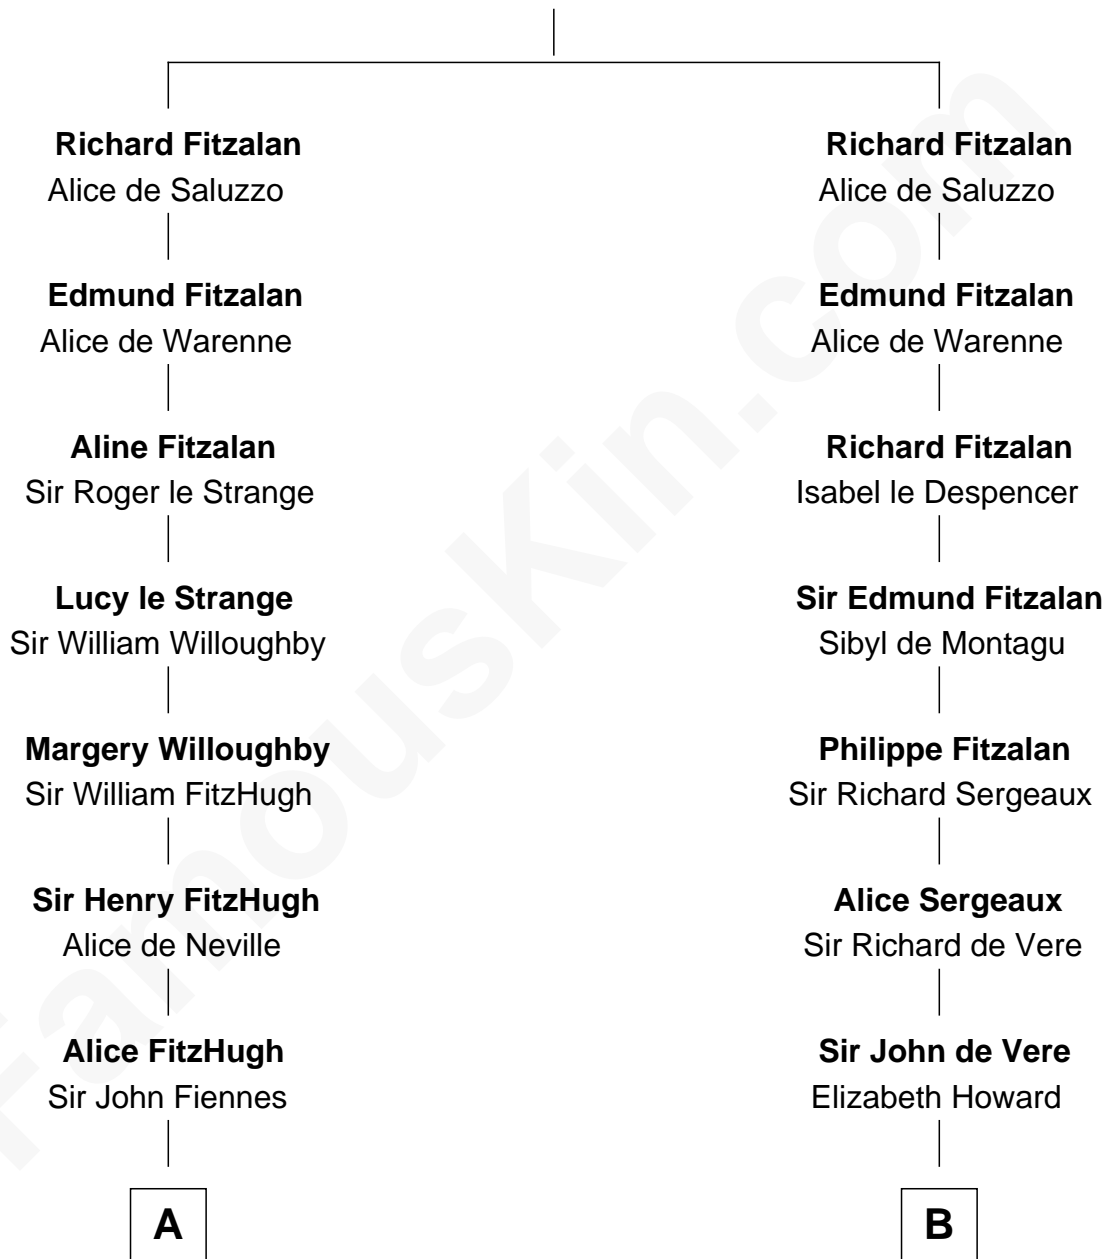 Richard Fitzalan
Alice de Saluzzo
Edmund Fitzalan
Alice de Warenne
Aline Fitzalan
Sir Roger le Strange
Lucy le Strange
Sir William Willoughby
Margery Willoughby
Sir William FitzHugh
Sir Henry FitzHugh
Alice de Neville
Alice FitzHugh
Sir John Fiennes
A
Richard Fitzalan
Alice de Saluzzo
Edmund Fitzalan
Alice de Warenne
Richard Fitzalan
Isabel le Despencer
Sir Edmund Fitzalan
Sibyl de Montagu
Philippe Fitzalan
Sir Richard Sergeaux
Alice Sergeaux
Sir Richard de Vere
Sir John de Vere
Elizabeth Howard
B
FamousKin.com